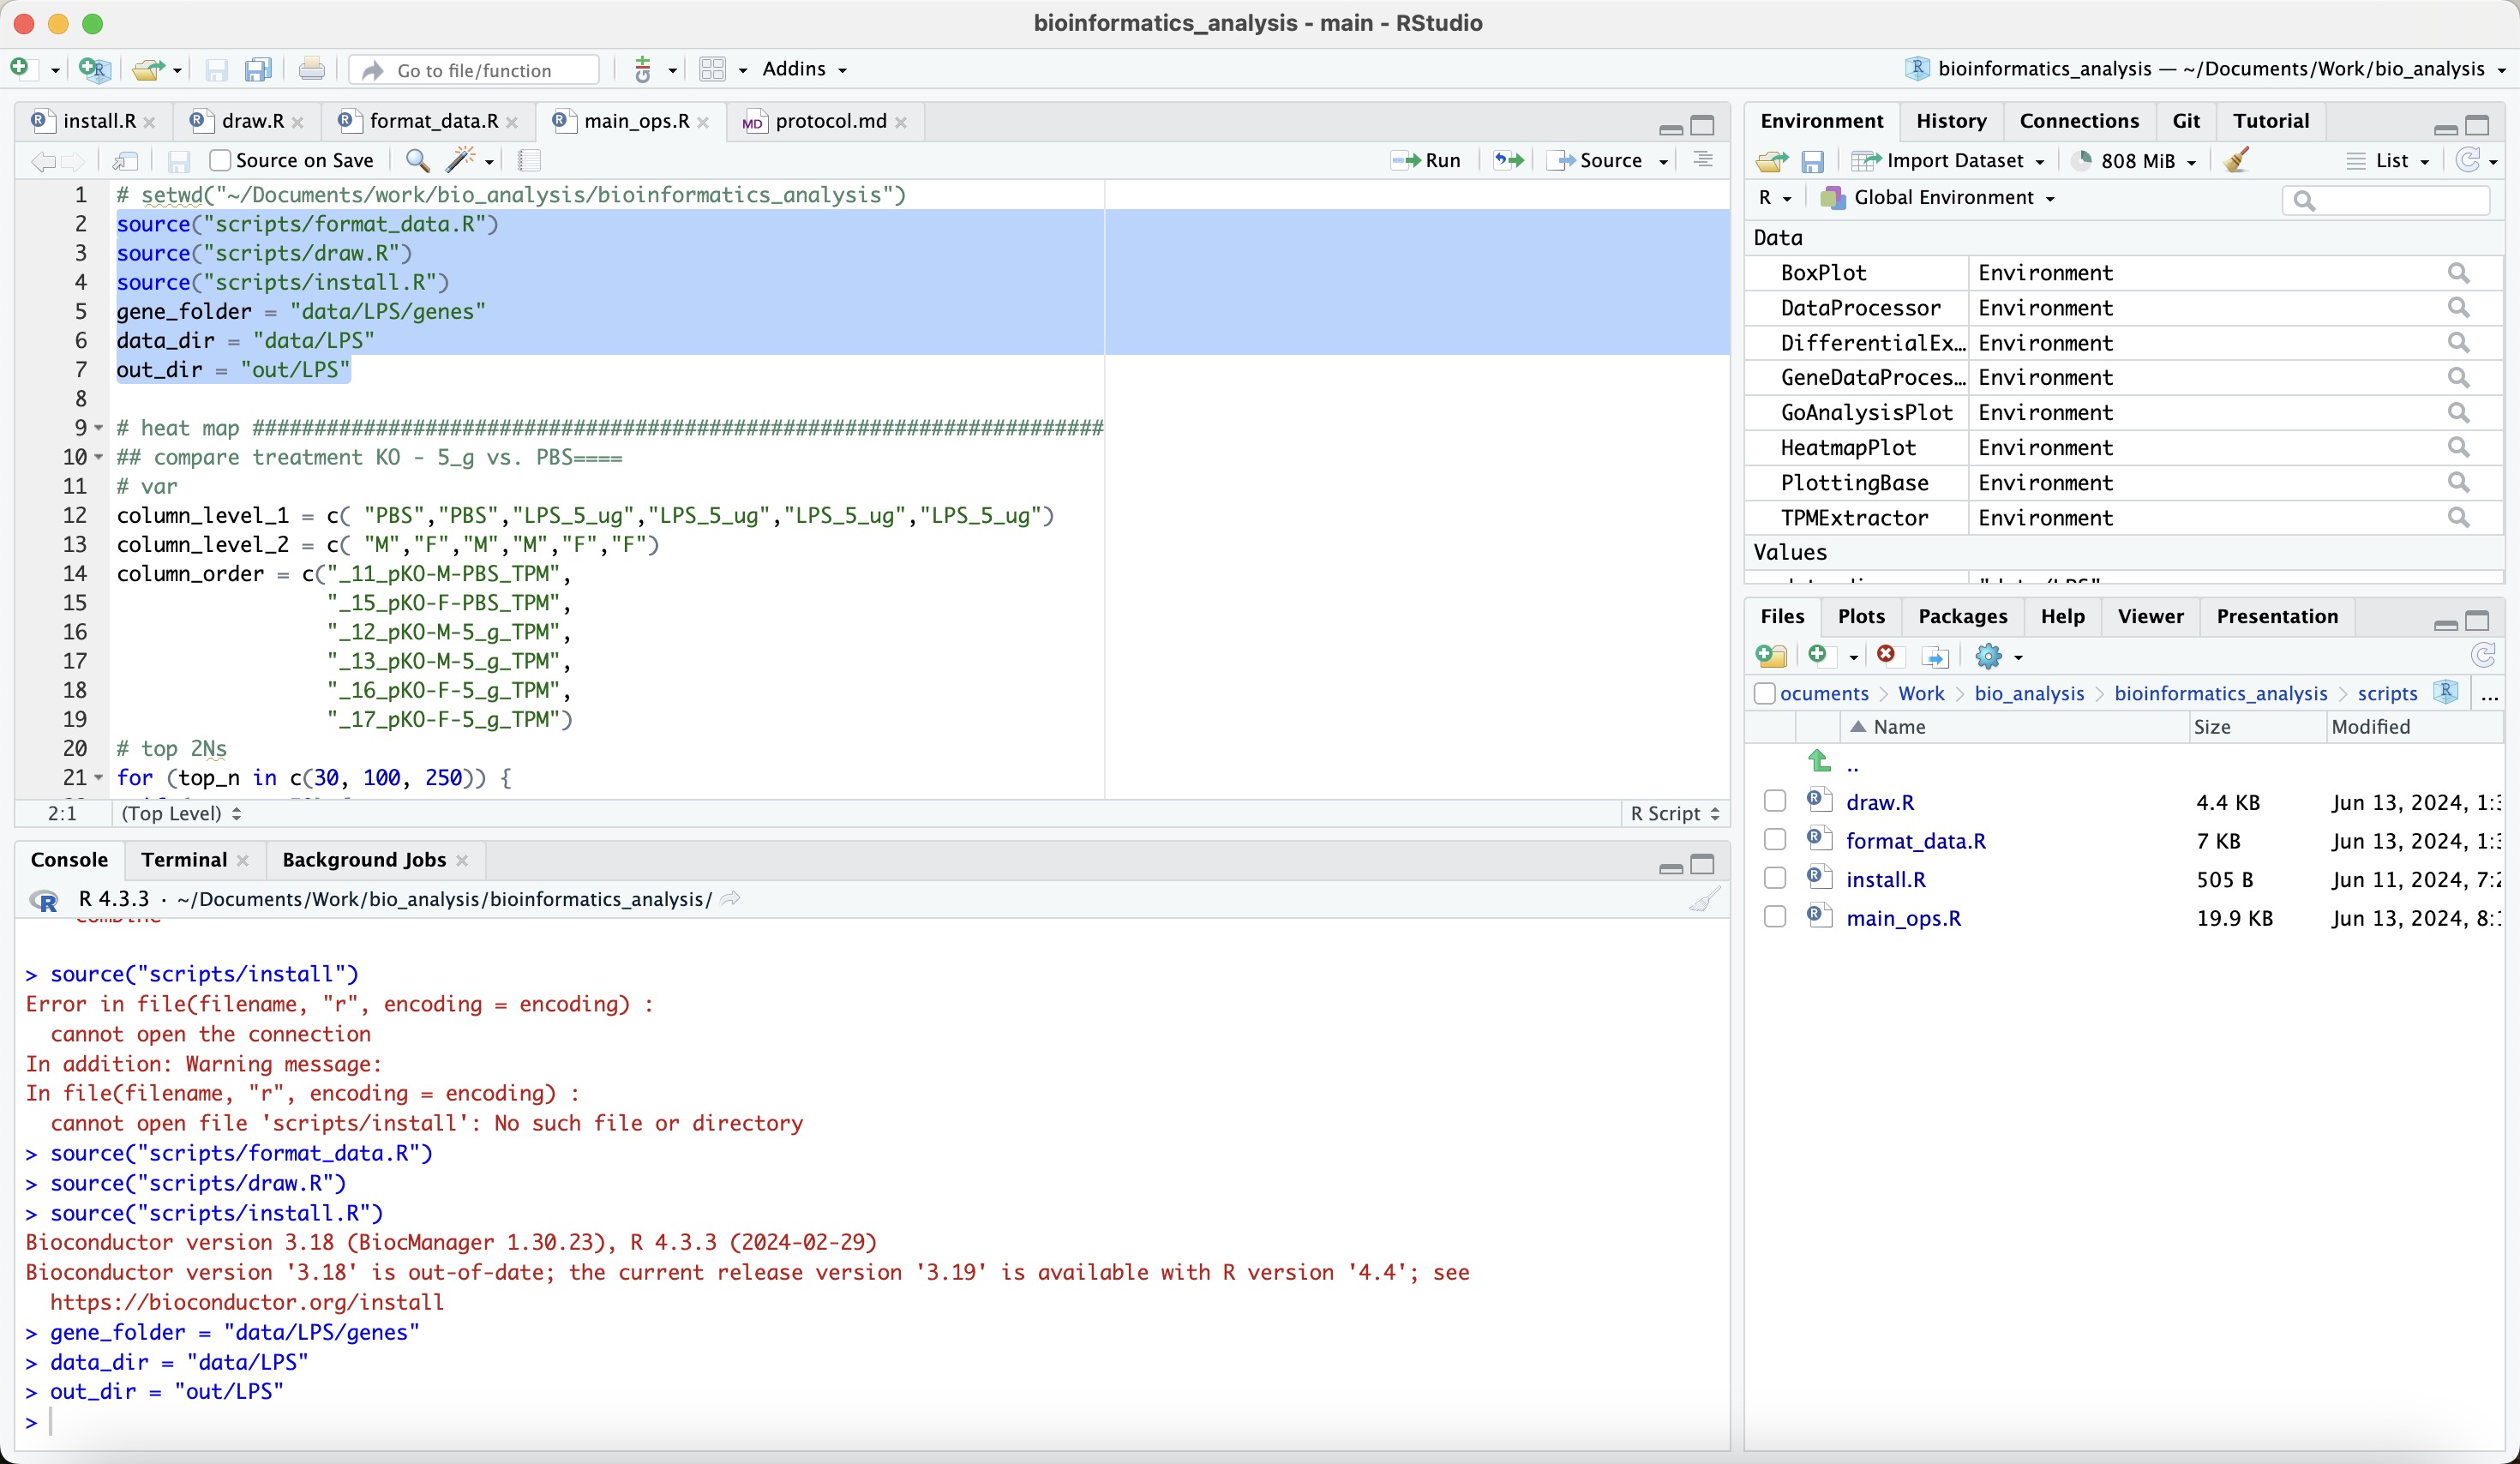 bioinformatics_analysis - main - RStudio
Go to file/function
Addins
bioinformatics_analysis — ~/Documents/Work/bio_analysis
install.R
draw.R
format_data.R
main_ops.R
MD protocol.md
Source on Save
Run
Source
1 # setwd("~/Documents/work/bio_analysis/bioinformatics_analysis")
2 source("scripts/format_data.R")
3 source("scripts/draw.R")
4 source("scripts/install.R")
5 gene_folder = "data/LPS/genes"
6 data_dir = "data/LPS"
7 out_dir = "out/LPS"
8
9 # heat map #####################################################################
10 ## compare treatment KO - 5_g vs. PBS====
11 # var
12 column_level_1 = c( "PBS","PBS","LPS_5_ug","LPS_5_ug","LPS_5_ug","LPS_5_ug")
13 column_level_2 = c( "M","F","M","M","F","F")
14 column_order = c("_11_pKO-M-PBS_TPM",
15 "_15_pKO-F-PBS_TPM",
16 "_12_pKO-M-5_g_TPM",
17 "_13_pKO-M-5_g_TPM",
18 "_16_pKO-F-5_g_TPM",
19 "_17_pKO-F-5_g_TPM")
20 # top 2Ns
21 for (top_n in c(30, 100, 250)) {
2:1 (Top Level)
R Script
Console
Terminal
Background Jobs
R 4.3.3 · ~/Documents/Work/bio_analysis/bioinformatics_analysis/
> source("scripts/install")
Error in file(filename, "r", encoding = encoding) :
cannot open the connection
In addition: Warning message:
In file(filename, "r", encoding = encoding) :
cannot open file 'scripts/install': No such file or directory
> source("scripts/format_data.R")
> source("scripts/draw.R")
> source("scripts/install.R")
Bioconductor version 3.18 (BiocManager 1.30.23), R 4.3.3 (2024-02-29)
Bioconductor version '3.18' is out-of-date; the current release version '3.19' is available with R version '4.4'; see
https://bioconductor.org/install
> gene_folder = "data/LPS/genes"
> data_dir = "data/LPS"
> out_dir = "out/LPS"
>
Environment
History
Connections
Git
Tutorial
Import Dataset
808 MiB
List
R
Global Environment
Data
BoxPlot Environment
DataProcessor Environment
DifferentialEx… Environment
GeneDataProces… Environment
GoAnalysisPlot Environment
HeatmapPlot Environment
PlottingBase Environment
TPMExtractor Environment
Values
Files
Plots
Packages
Help
Viewer
Presentation
ocuments > Work > bio_analysis > bioinformatics_analysis > scripts
...
Name Size Modified
..
draw.R 4.4 KB Jun 13, 2024, 1:
format_data.R 7 KB Jun 13, 2024, 1:
install.R 505 B Jun 11, 2024, 7:
main_ops.R 19.9 KB Jun 13, 2024, 8: